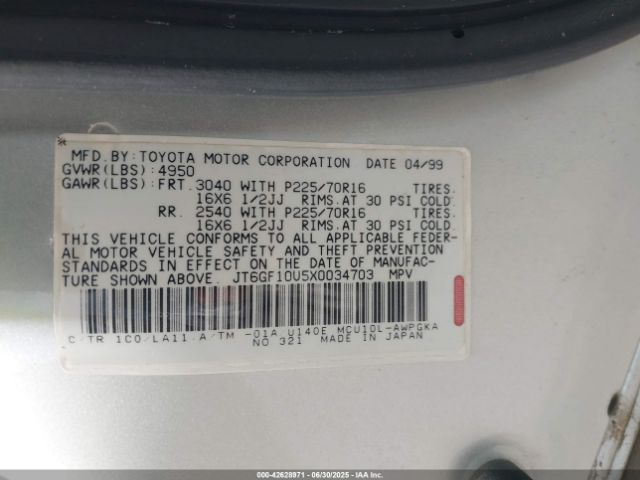 MFD.BY:TOYOTA MOTOR CORPORATION DATE 04/99
GVWR(LBS):4950
GAWR(LBS):FRT.3040 WITH P225/70R16 TIRES.
16X6 1/2JJ RIMS.AT 30 PSI COLD.
RR. 2540 WITH P225/70R16 TIRES.
16X6 1/2JJ RIMS.AT 30 PSI COLD.
THIS VEHICLE CONFORMS TO ALL APPLICABLE FEDER-
AL MOTOR VEHICLE SAFETY AND THEFT PREVENTION
STANDARDS IN EFFECT ON THE DATE OF MANUFAC-
TURE SHOWN ABOVE. JT6GF10U5X0034703 MPV
C/TR 1C0/LA11 A/TM -01A U140E MCU10L-AWPGKA
NO 321 MADE IN JAPAN
000-42628971 - 06/30/2025 - IAA Inc.